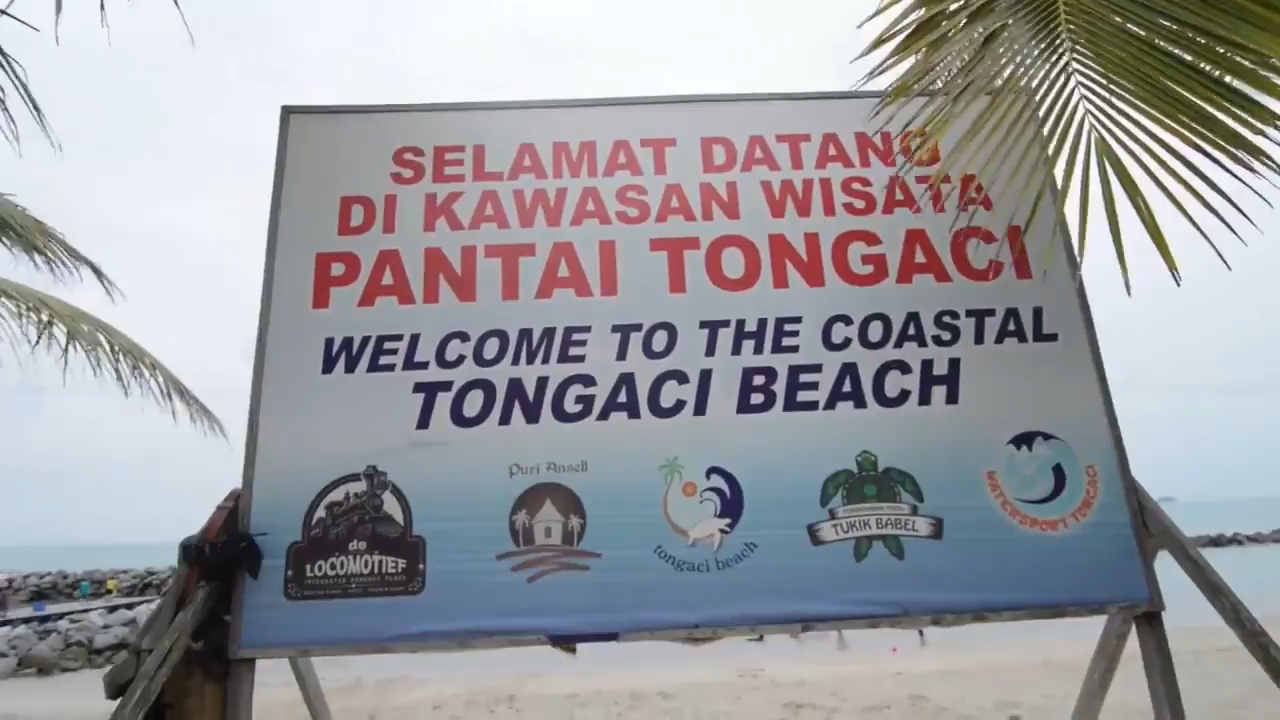 SELAMAT DATANG
DI KAWASAN WISATA
PANTAI TONGACI
WELCOME TO THE COASTAL
TONGACI BEACH
de
LOCOMOTIEF
Puri Ansell
tongaci beach
TUKIK BABEL
WATERSPORT TONGACI